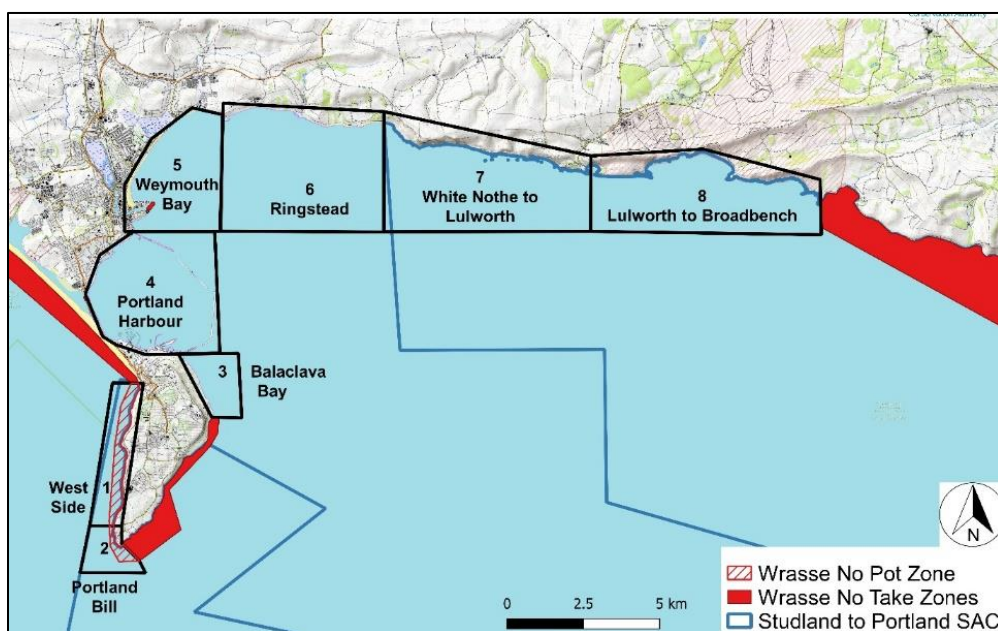 Conservation
Authority
5
Weymouth
Bay
6
Ringstead
7
White Nothe to
Lulworth
8
Lulworth to Broadbench
4
Portland
Harbour
3
Balaclava
Bay
West
Side
1
2
Portland
Bill
N
Wrasse No Pot Zone
Wrasse No Take Zones
Studland to Portland SAC
0 2.5 5 km